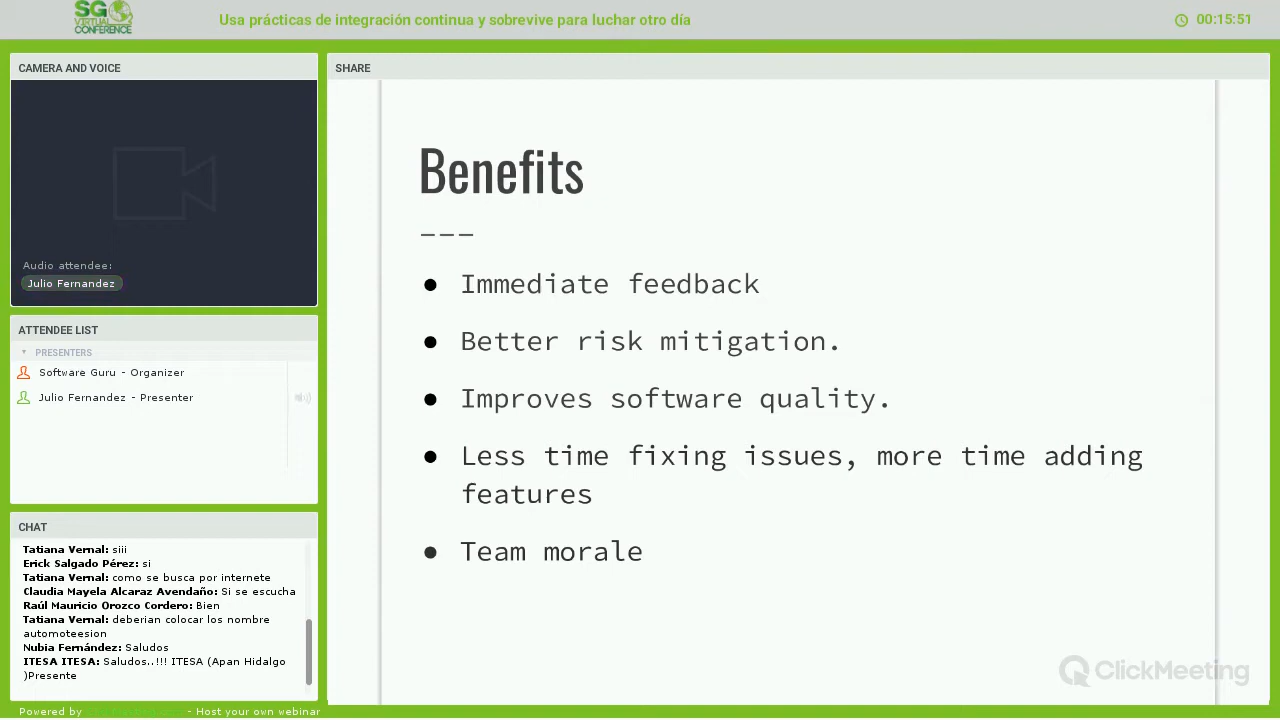 SG
VIRTUAL
CONFERENCE
Usa prácticas de integración continua y sobrevive para luchar otro día
00:15:51
CAMERA AND VOICE
Audio attendee:
Julio Fernandez
ATTENDEE LIST
PRESENTERS
Software Guru - Organizer
Julio Fernandez - Presenter
CHAT
Tatiana Vernal: siii
Erick Salgado Pérez: si
Tatiana Vernal: como se busca por internete
Claudia Mayela Alcaraz Avendaño: Si se escucha
Raúl Mauricio Orozco Cordero: Bien
Tatiana Vernal: deberian colocar los nombre
automoteesion
Nubia Fernández: Saludos
ITESA ITESA: Saludos..!!! ITESA (Apan Hidalgo
)Presente
Powered by - Host your own webinar
SHARE
Benefits
---
● Immediate feedback
● Better risk mitigation.
● Improves software quality.
● Less time fixing issues, more time adding
features
● Team morale
ClickMeeting